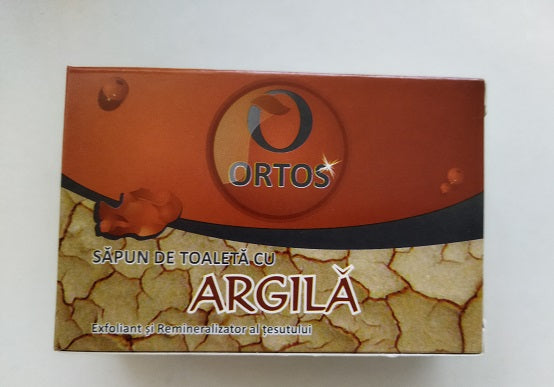 ORTOS
SĂPUN DE TOALETĂ CU
ARGILĂ
Exfoliant și Remineralizator al țesutului